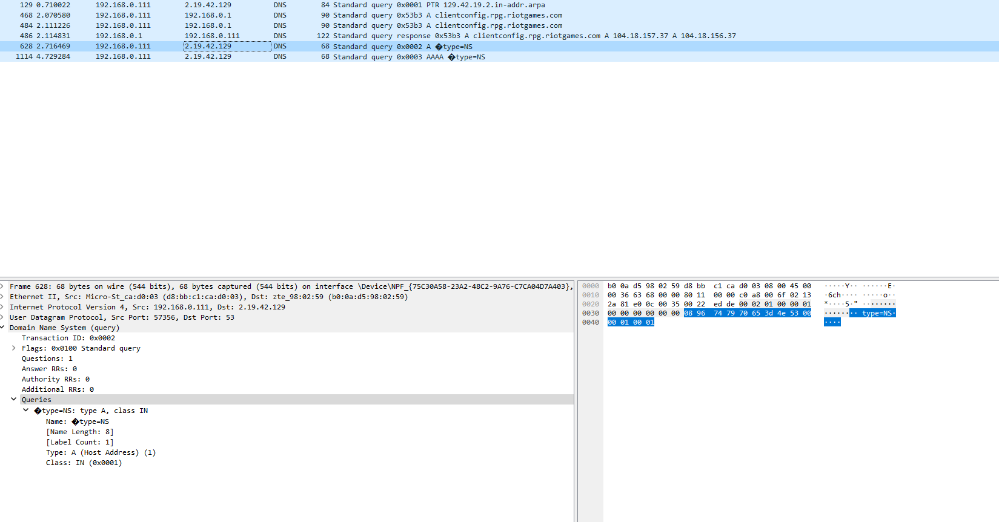 129 0.710022 192.168.0.111 2.19.42.129 DNS 84 Standard query 0x0001 PTR 129.42.19.2.in-addr.arpa
468 2.070580 192.168.0.111 192.168.0.1 DNS 90 Standard query 0x53b3 A clientconfig.rpg.riotgames.com
484 2.111226 192.168.0.111 192.168.0.1 DNS 90 Standard query 0x53b3 A clientconfig.rpg.riotgames.com
486 2.114831 192.168.0.1 192.168.0.111 DNS 122 Standard query response 0x53b3 A clientconfig.rpg.riotgames.com A 104.18.157.37 A 104.18.156.37
628 2.716469 192.168.0.111 2.19.42.129 DNS 68 Standard query 0x0002 A �type=NS
1114 4.729284 192.168.0.111 2.19.42.129 DNS 68 Standard query 0x0003 AAAA �type=NS
Frame 628: 68 bytes on wire (544 bits), 68 bytes captured (544 bits) on interface \Device\NPF_{75C30A58-23A2-48C2-9A76-C7CA04D7A403},
Ethernet II, Src: Micro-St_ca:d0:03 (d8:bb:c1:ca:d0:03), Dst: zte_98:02:59 (b0:0a:d5:98:02:59)
Internet Protocol Version 4, Src: 192.168.0.111, Dst: 2.19.42.129
User Datagram Protocol, Src Port: 57356, Dst Port: 53
Domain Name System (query)
Transaction ID: 0x0002
Flags: 0x0100 Standard query
Questions: 1
Answer RRs: 0
Authority RRs: 0
Additional RRs: 0
Queries
�type=NS: type A, class IN
Name: �type=NS
[Name Length: 8]
[Label Count: 1]
Type: A (Host Address) (1)
Class: IN (0x0001)
0000 b0 0a d5 98 02 59 d8 bb c1 ca d0 03 08 00 45 00 ·····Y·· ······E·
0010 00 36 63 68 00 00 80 11 00 00 c0 a8 00 6f 02 13 ·6ch···· ·····o··
0020 2a 81 e0 0c 00 35 00 22 ed de 00 02 01 00 00 01 *····5·" ········
0030 00 00 00 00 00 00 08 96 74 79 70 65 3d 4e 53 00 ········ type=NS·
0040 00 01 00 01 ····